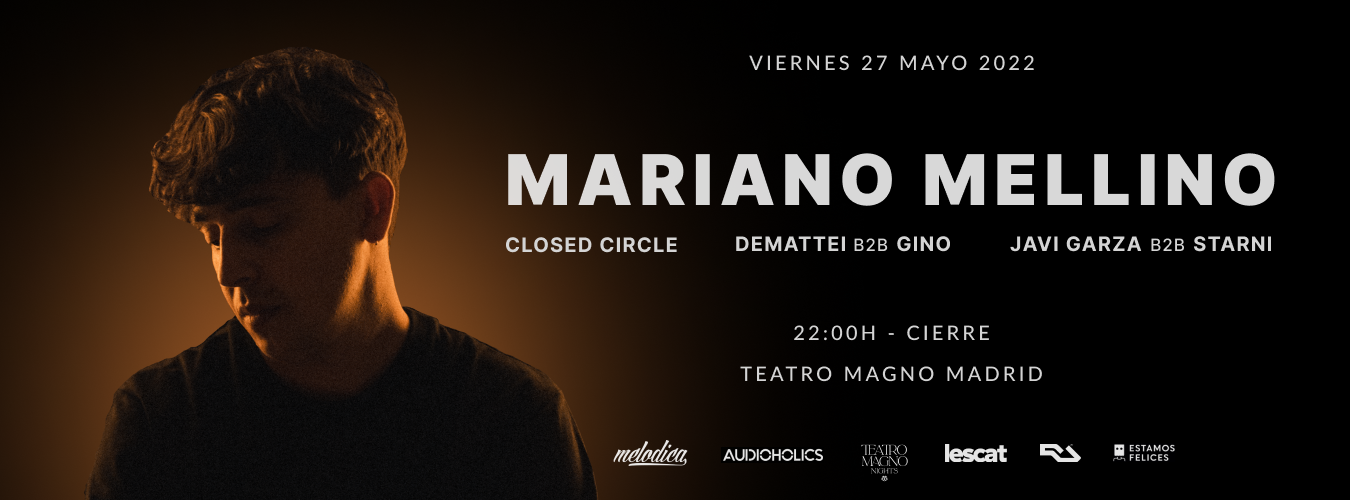 VIERNES 27 MAYO 2022
MARIANO MELLINO
CLOSED CIRCLE DEMATTEI B2B GINO JAVI GARZA B2B STARNI
22:00H - CIERRE
TEATRO MAGNO MADRID
melodica AUDIOHOLICS TEATRO MAGNO NIGHTS lescat RA ESTAMOS FELICES